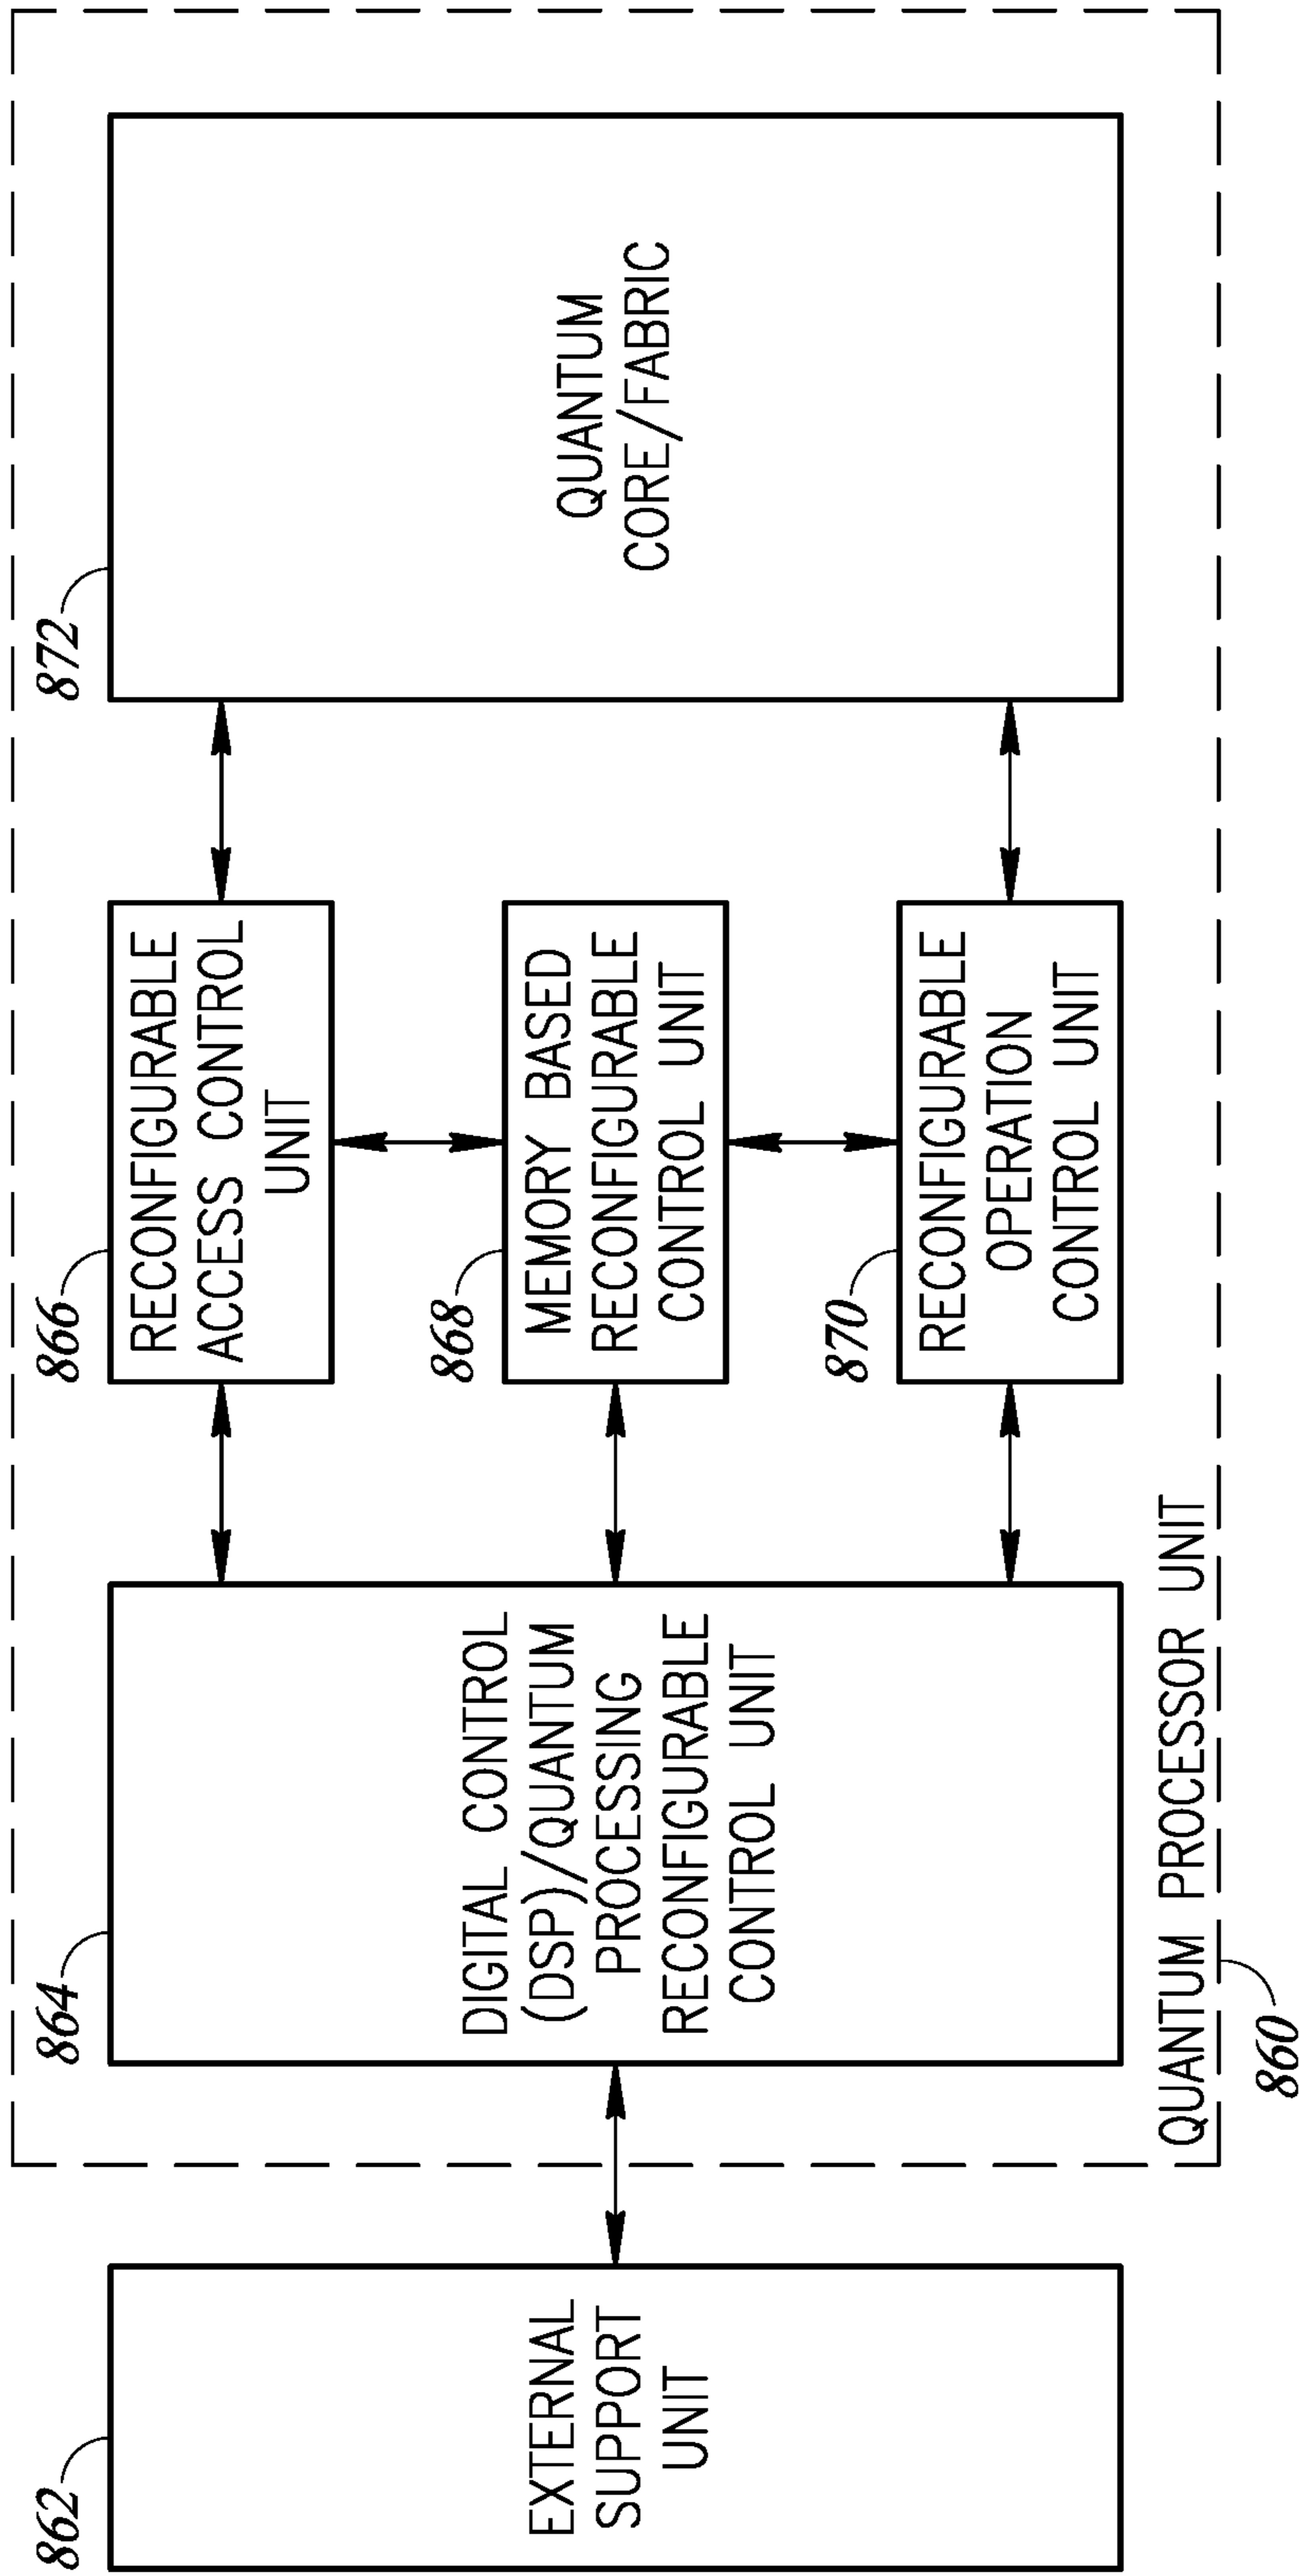 862
EXTERNAL
SUPPORT
UNIT
864
DIGITAL CONTROL
(DSP)/QUANTUM
PROCESSING
RECONFIGURABLE
CONTROL UNIT
866
RECONFIGURABLE
ACCESS CONTROL
UNIT
868
MEMORY BASED
RECONFIGURABLE
CONTROL UNIT
870
RECONFIGURABLE
OPERATION
CONTROL UNIT
872
QUANTUM
CORE/FABRIC
QUANTUM PROCESSOR UNIT
860